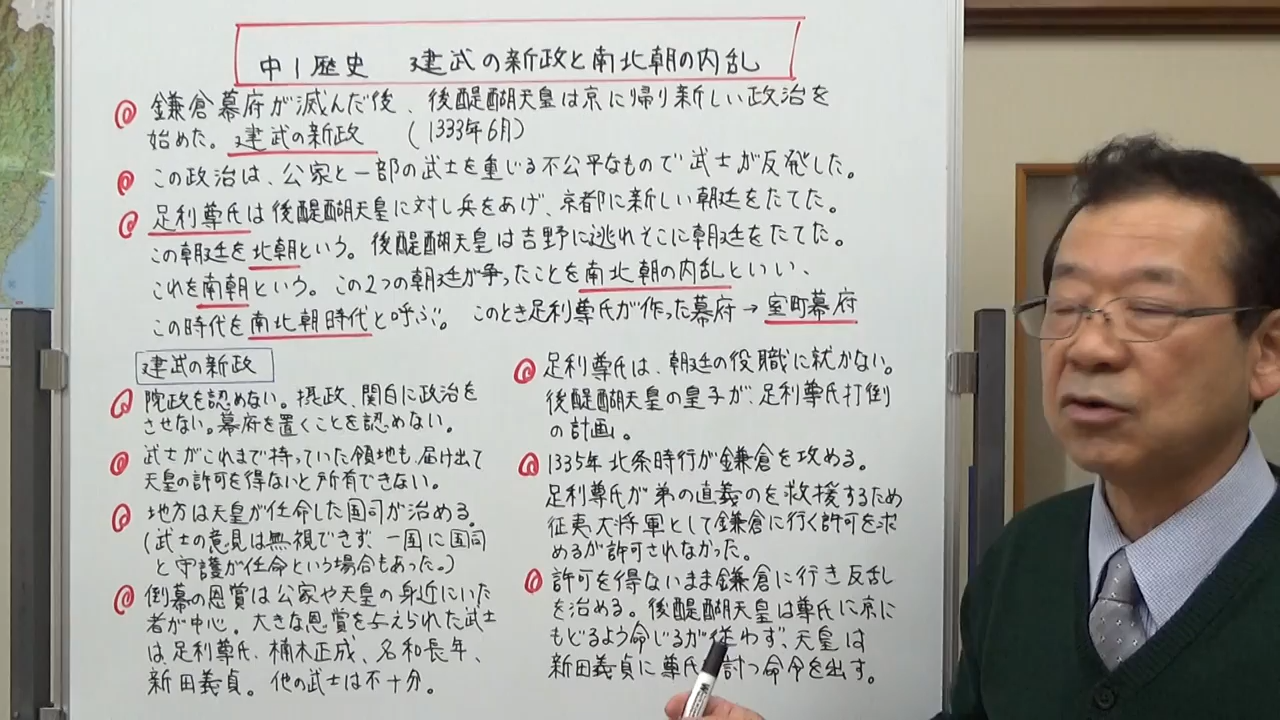 中1歴史 建武の新政と南北朝の内乱
鎌倉幕府が滅んだ後、後醍醐天皇は京に帰り新しい政治を
始めた。建武の新政 (1333年6月)
この政治は、公家と一部の武士を重じる不公平なもので武士が反発した。
足利尊氏は後醍醐天皇に対し兵をあげ、京都に新しい朝廷をたてた。
この朝廷を北朝という。後醍醐天皇は吉野に逃れそこに朝廷をたてた。
これを南朝という。この2つの朝廷が争ったことを南北朝の内乱といい、
この時代を南北朝時代と呼ぶ。このとき足利尊氏が作った幕府→室町幕府
建武の新政
院政を認めない。摂政、関白に政治を
させない。幕府を置くことを認めない。
武士がこれまで持っていた領地も届け出て
天皇の許可を得ないと所有できない。
地方は天皇が任命した国司が治める。
(武士の意見は無視できず、一国に国司
と守護が任命という場合もあった。)
倒幕の恩賞は公家や天皇の身近にいた
者が中心。大きな恩賞を与えられた武士
は足利尊氏、楠木正成、名和長年、
新田義貞。他の武士は不十分。
足利尊氏は、朝廷の役職に就かない。
後醍醐天皇の皇子が、足利尊氏打倒
の計画。
1335年北条時行が鎌倉を攻める。
足利尊氏が弟の直義のを救援するため
征夷大将軍として鎌倉に行く許可を求
めるが許可されなかった。
許可を得ないまま鎌倉に行き反乱
を治める。後醍醐天皇は尊氏に京に
もどるよう命じるが従わず、天皇は
新田義貞に尊氏 討つ命令を出す。